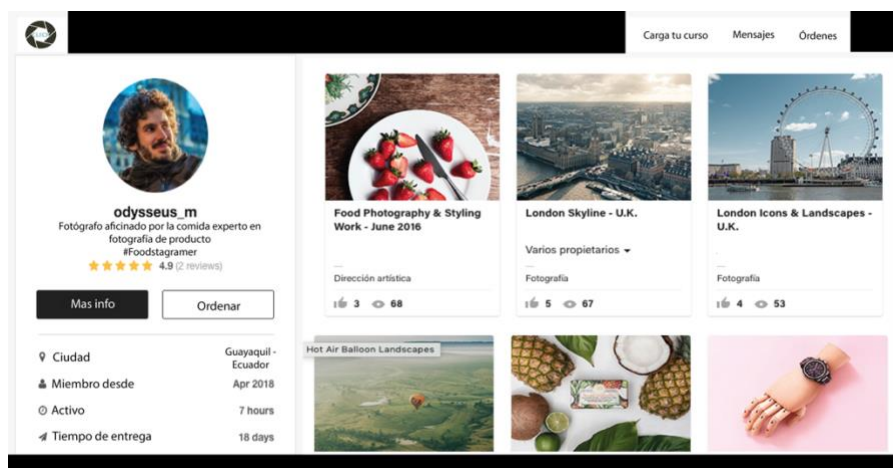 Carga tu curso
Mensajes
Órdenes
odysseus_m
Fotógrafo aficinado por la comida experto en
fotografía de producto
#Foodstagramer
4.9 (2 reviews)
Mas info
Ordenar
Ciudad
Guayaquil -
Ecuador
Miembro desde
Apr 2018
Activo
7 hours
Tiempo de entrega
18 days
Food Photography & Styling
Work - June 2016
Dirección artística
3
68
London Skyline - U.K.
Varios propietarios
Fotografía
5
67
London Icons & Landscapes -
U.K.
Fotografía
4
53
Hot Air Balloon Landscapes